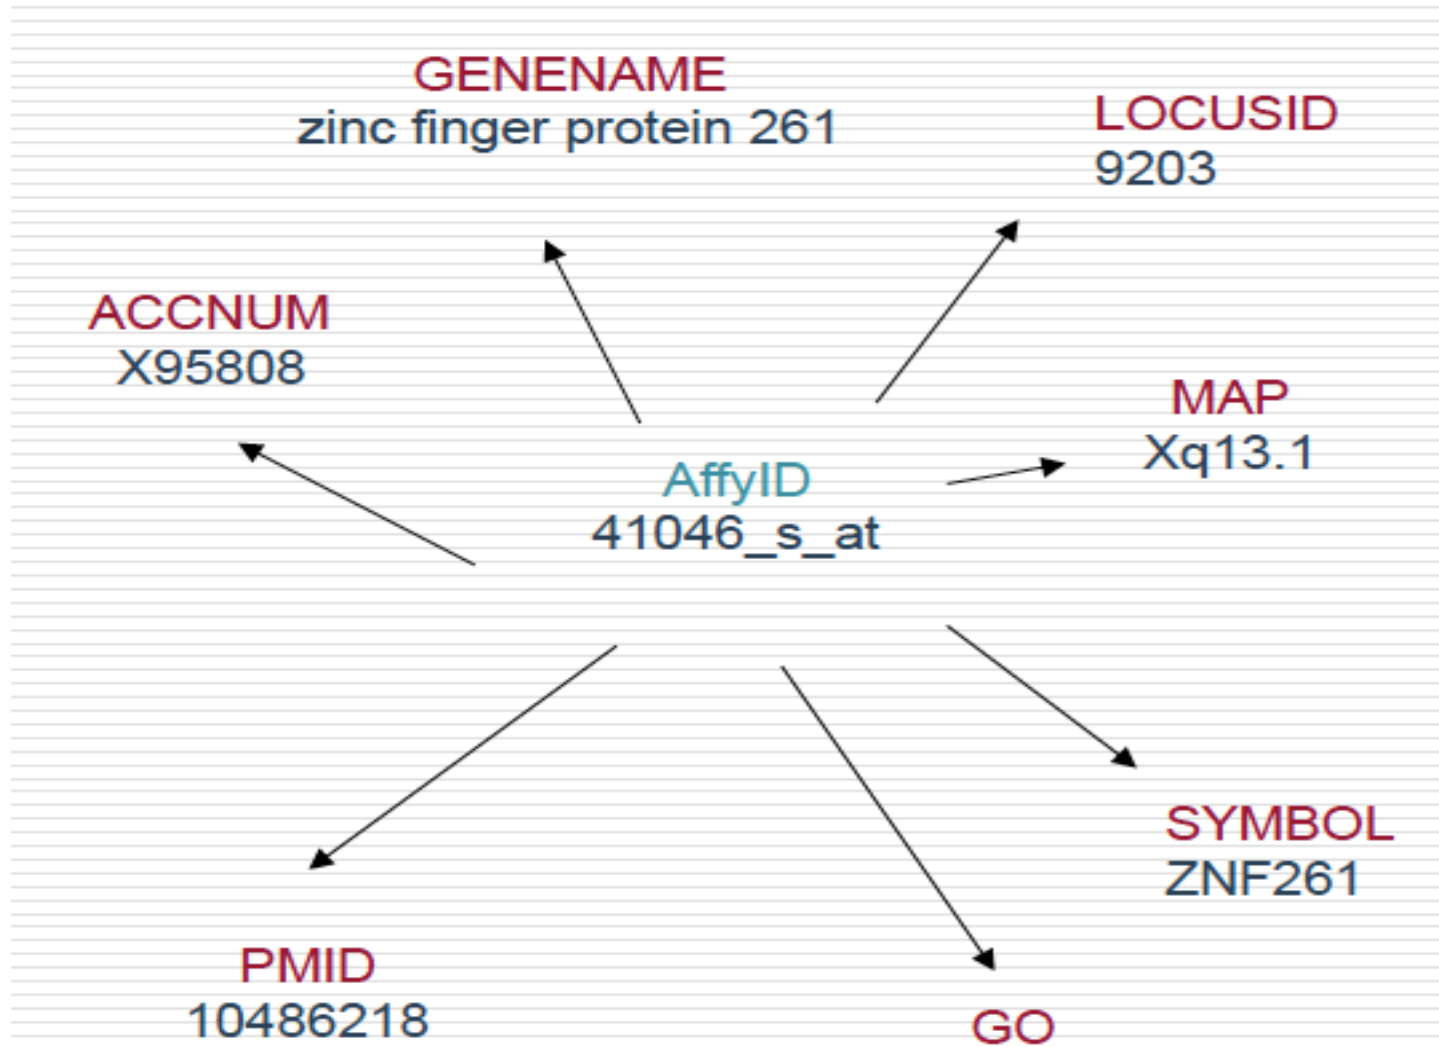 GENENAME
zinc finger protein 261
LOCUSID
9203
ACCNUM
X95808
MAP
Xq13.1
AffyID
41046_s_at
SYMBOL
ZNF261
PMID
10486218
GO